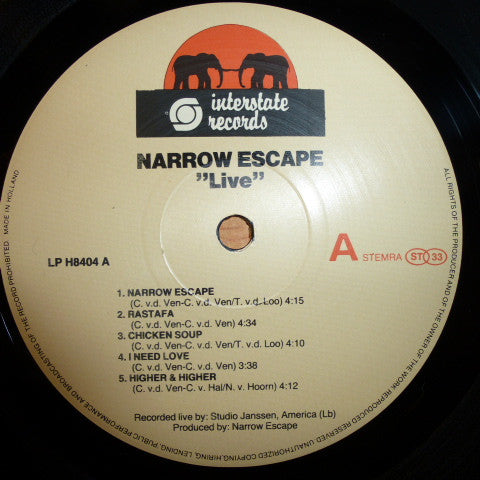 interstate
records
NARROW ESCAPE
"Live"
LP H8404 A
A STEMRA ST 33
1. NARROW ESCAPE
(C. v.d. Ven-C. v.d. Ven/T. v.d. Loo) 4:15
2. RASTAFA
(C. v.d. Ven-C. v.d. Ven) 4:34
3. CHICKEN SOUP
(C. v.d. Ven-C. v.d. Ven/T. v.d. Loo) 4:10
4. I NEED LOVE
(C. v.d. Ven-C. v.d. Ven) 3:38
5. HIGHER & HIGHER
(C. v.d. Ven-C. v. Hal/N. v. Hoorn) 4:12
Recorded live by: Studio Janssen, America (Lb)
Produced by: Narrow Escape
ALL RIGHTS OF THE PRODUCER AND OF THE OWNER OF THE WORK REPRODUCED RESERVED. UNAUTHORISED COPYING, HIRING, LENDING, PUBLIC PERFORMANCE AND BROADCASTING OF THE RECORD PROHIBITED. MADE IN HOLLAND